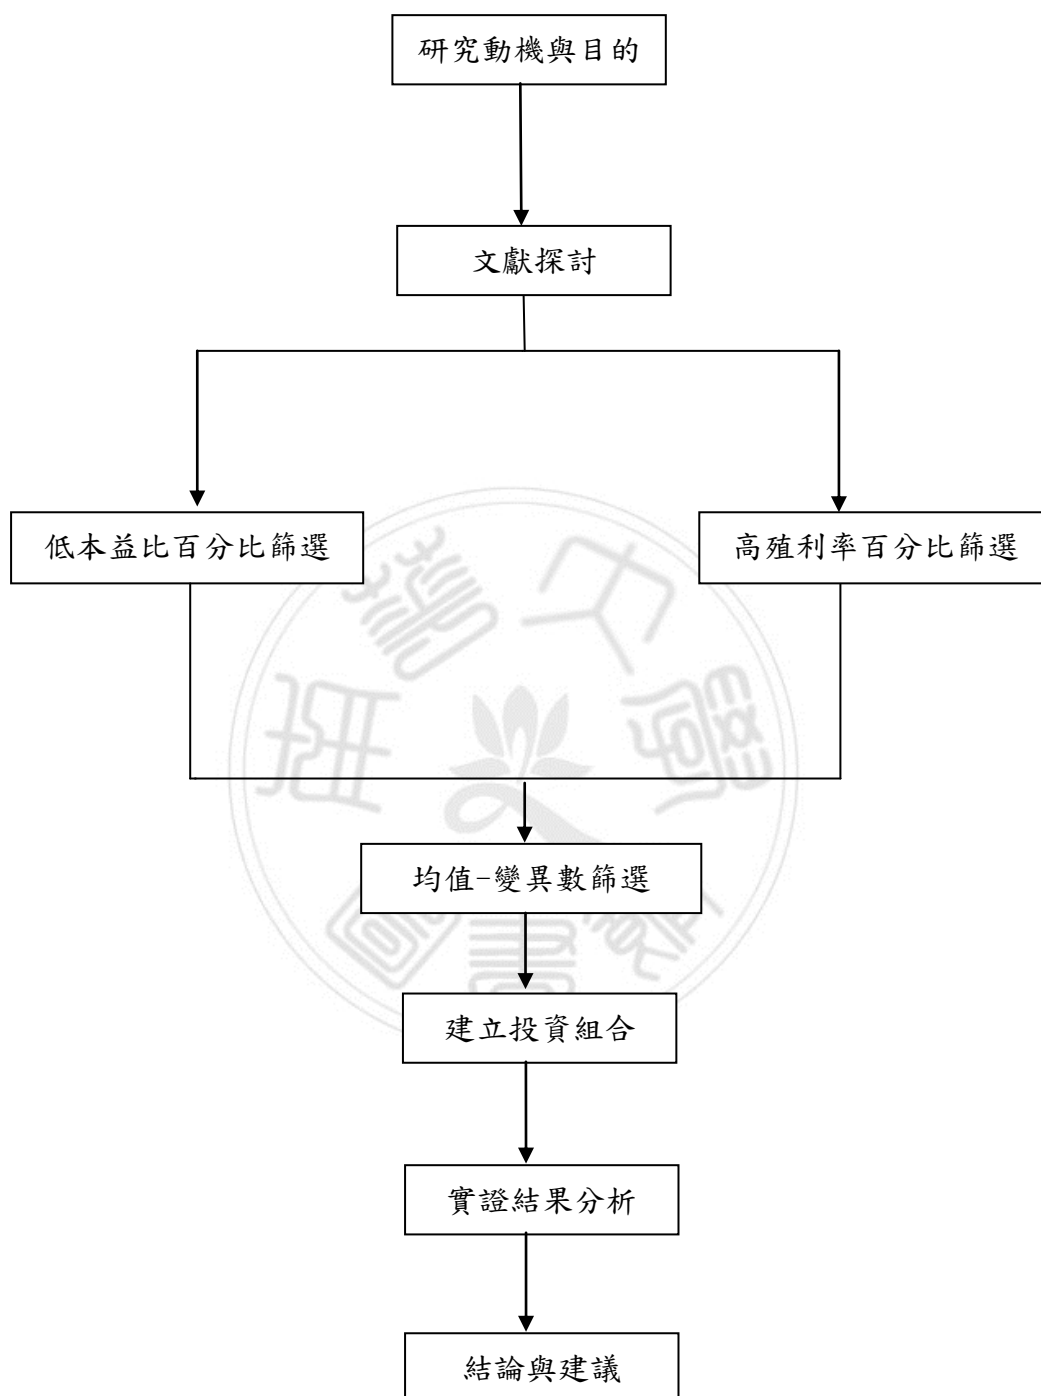 研究動機與目的
文獻探討
低本益比百分比篩選
高殖利率百分比篩選
均值-變異數篩選
建立投資組合
實證結果分析
結論與建議